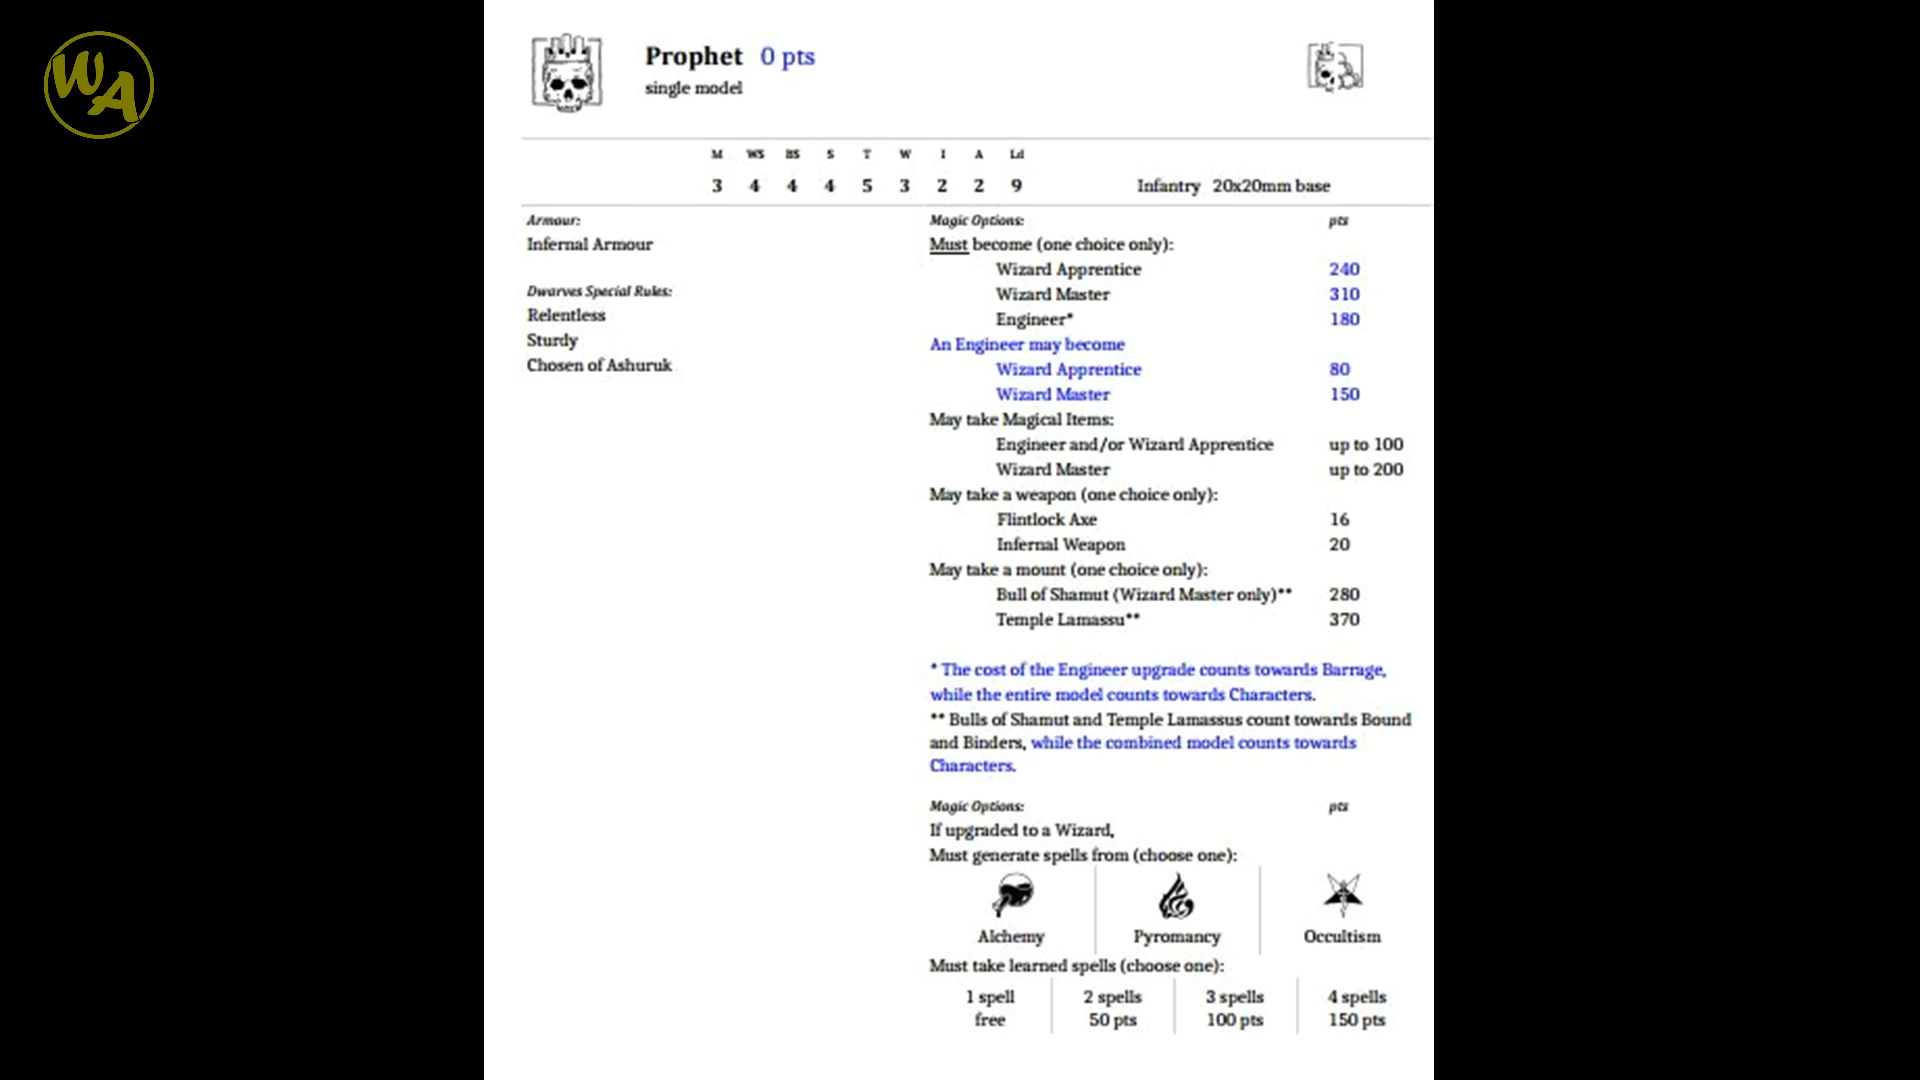 WA
Prophet 0 pts
single model
M WS BS S T W I A Ld
3 4 4 4 5 3 2 2 9 Infantry 20x20mm base
Armour:
Infernal Armour
Dwarves Special Rules:
Relentless
Sturdy
Chosen of Ashuruk
Magic Options: pts
Must become (one choice only):
Wizard Apprentice 240
Wizard Master 310
Engineer* 180
An Engineer may become
Wizard Apprentice 80
Wizard Master 150
May take Magical Items:
Engineer and/or Wizard Apprentice up to 100
Wizard Master up to 200
May take a weapon (one choice only):
Flintlock Axe 16
Infernal Weapon 20
May take a mount (one choice only):
Bull of Shamut (Wizard Master only)** 280
Temple Lamassu** 370
* The cost of the Engineer upgrade counts towards Barrage,
while the entire model counts towards Characters.
** Bulls of Shamut and Temple Lamassus count towards Bound
and Binders, while the combined model counts towards
Characters.
Magic Options: pts
If upgraded to a Wizard,
Must generate spells from (choose one):
Alchemy Pyromancy Occultism
Must take learned spells (choose one):
1 spell 2 spells 3 spells 4 spells
free 50 pts 100 pts 150 pts